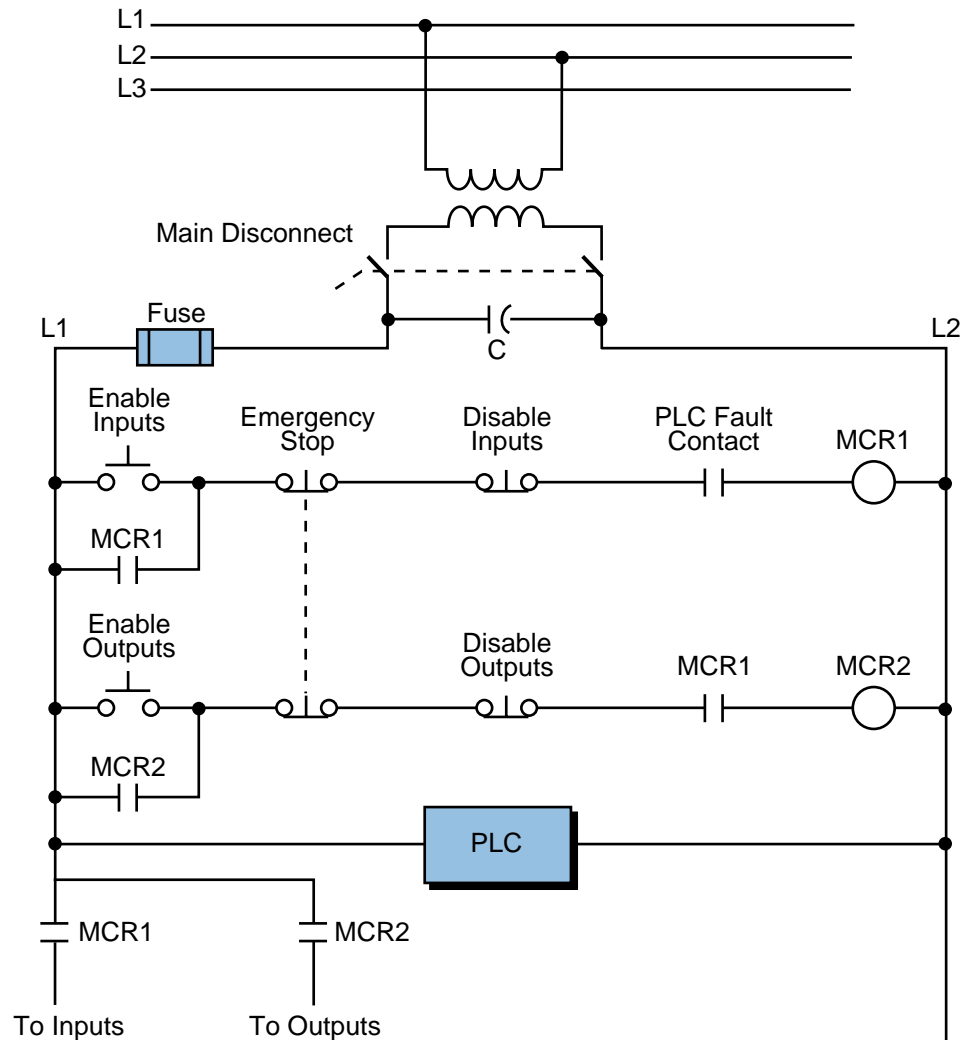 L1
L2
L3
Main Disconnect
L1
Fuse
C
L2
Enable
Inputs
Emergency
Stop
Disable
Inputs
PLC Fault
Contact
MCR1
MCR1
Enable
Outputs
Disable
Outputs
MCR1
MCR2
MCR2
PLC
MCR1
MCR2
To Inputs
To Outputs